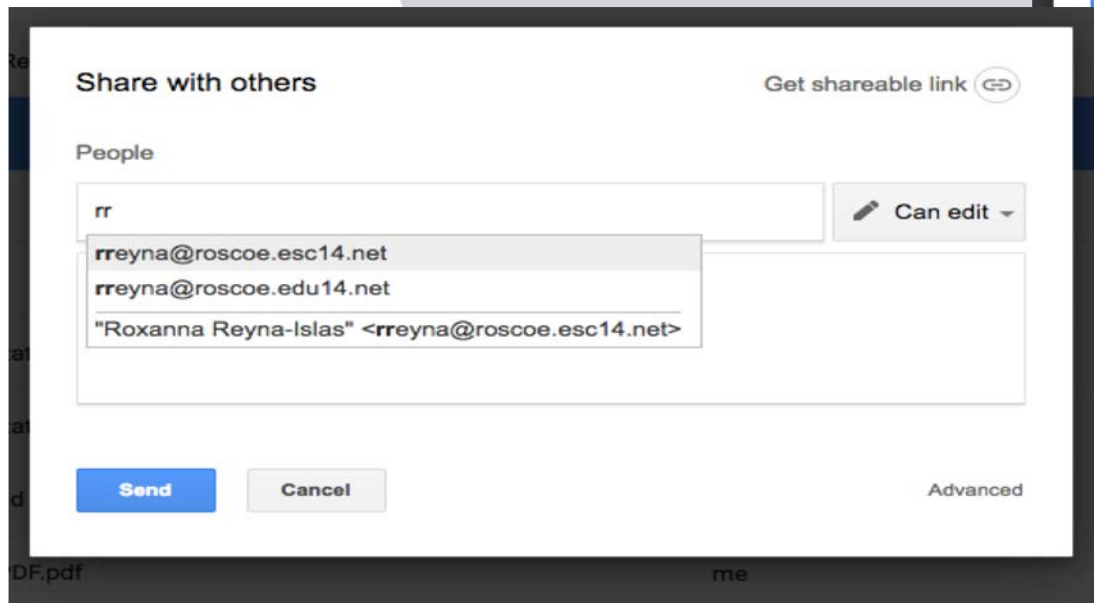 Share with others
Get shareable link
People
rr
Can edit
rreyna@roscoe.esc14.net
rreyna@roscoe.edu14.net
"Roxanna Reyna-Islas" <rreyna@roscoe.esc14.net>
Send
Cancel
Advanced
DF.pdf
me